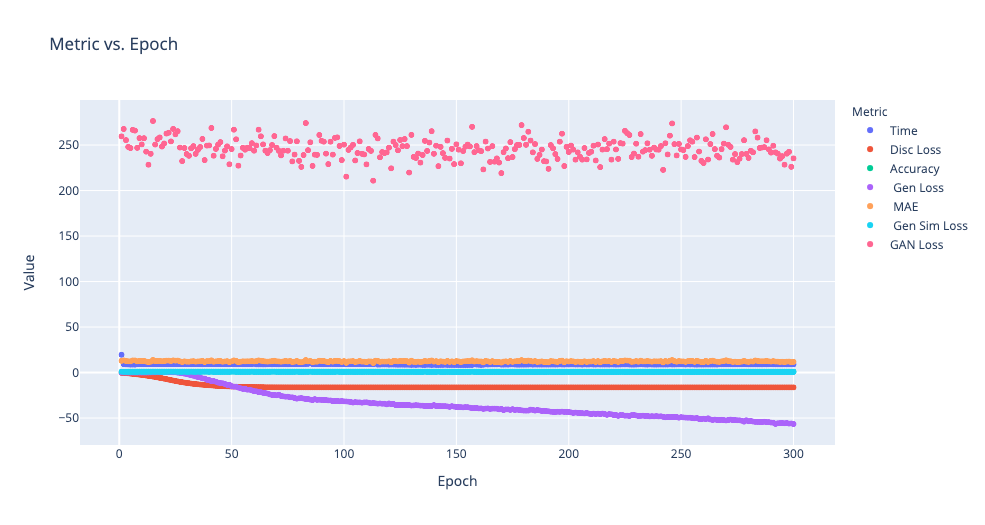 Metric vs. Epoch
Metric
Time
Disc Loss
Accuracy
Gen Loss
MAE
Gen Sim Loss
GAN Loss
Value
250
200
150
100
50
0
−50
0 50 100 150 200 250 300
Epoch